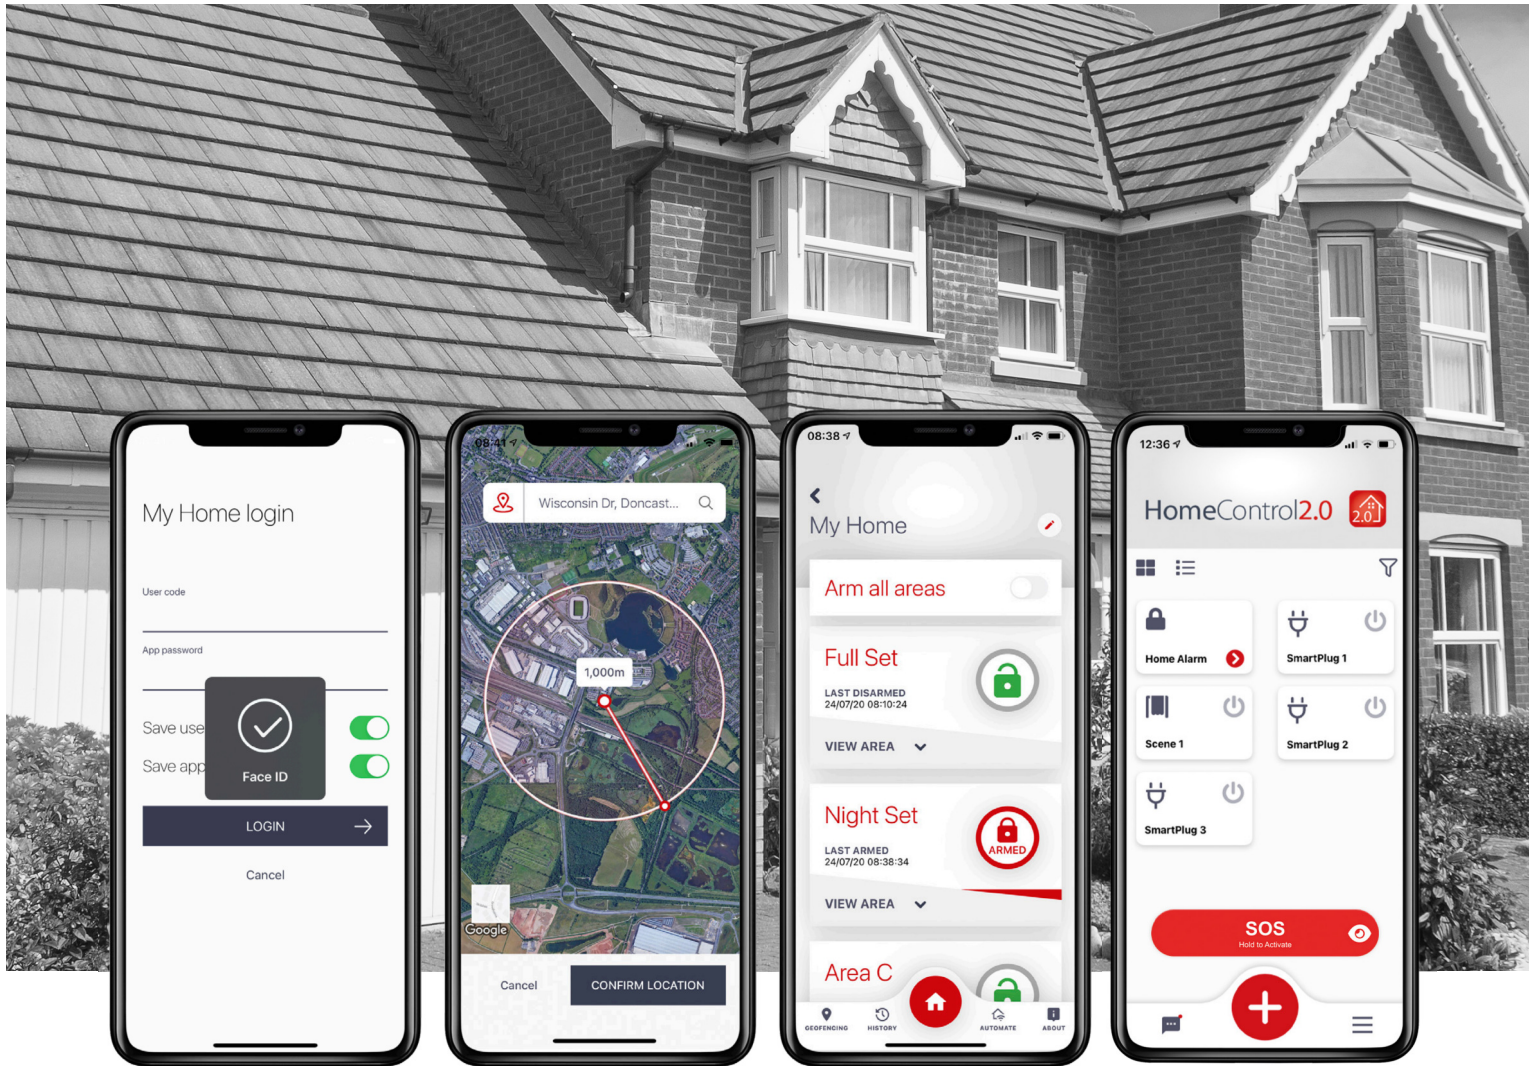 My Home login
User code
App password
Save use
Save app
Face ID
LOGIN
Cancel
08:41
Wisconsin Dr, Doncast...
1,000m
Google
Cancel
CONFIRM LOCATION
08:38
My Home
Arm all areas
Full Set
LAST DISARMED
24/07/20 08:10:24
VIEW AREA
Night Set
LAST ARMED
24/07/20 08:38:34
ARMED
VIEW AREA
Area C
GEOFENCING
HISTORY
AUTOMATE
ABOUT
12:36
HomeControl2.0
2.0
Home Alarm
SmartPlug 1
Scene 1
SmartPlug 2
SmartPlug 3
SOS
Hold to Activate